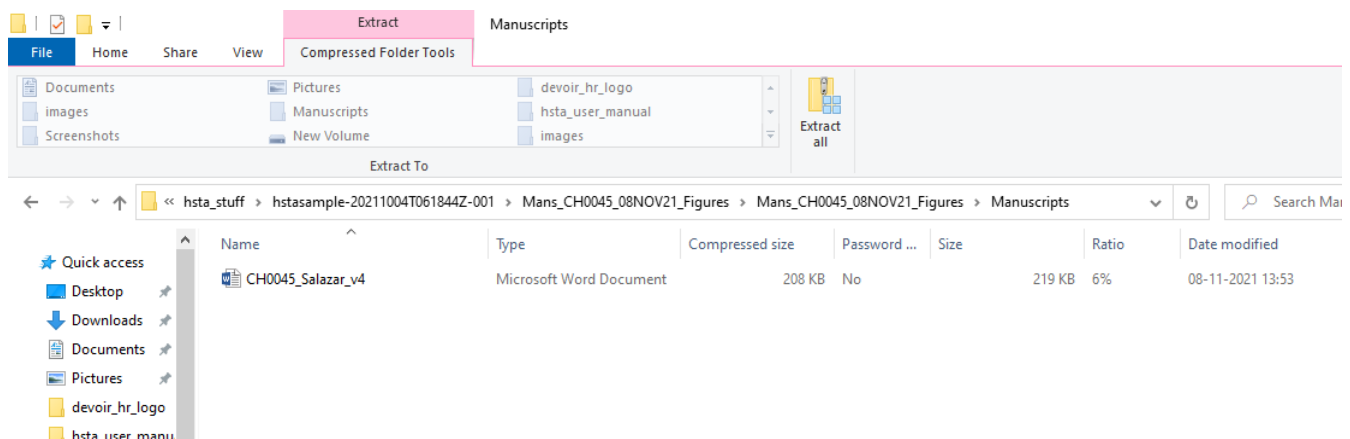 Extract Manuscripts
File Home Share View Compressed Folder Tools
Documents Pictures devoir_hr_logo
images Manuscripts hsta_user_manual
Screenshots New Volume images
Extract all
Extract To
« hsta_stuff › hstasample-20211004T061844Z-001 › Mans_CH0045_08NOV21_Figures › Mans_CH0045_08NOV21_Figures › Manuscripts Search Mar
Name Type Compressed size Password ... Size Ratio Date modified
Quick access
CH0045_Salazar_v4 Microsoft Word Document 208 KB No 219 KB 6% 08-11-2021 13:53
Desktop
Downloads
Documents
Pictures
devoir_hr_logo
hsta_user_manu